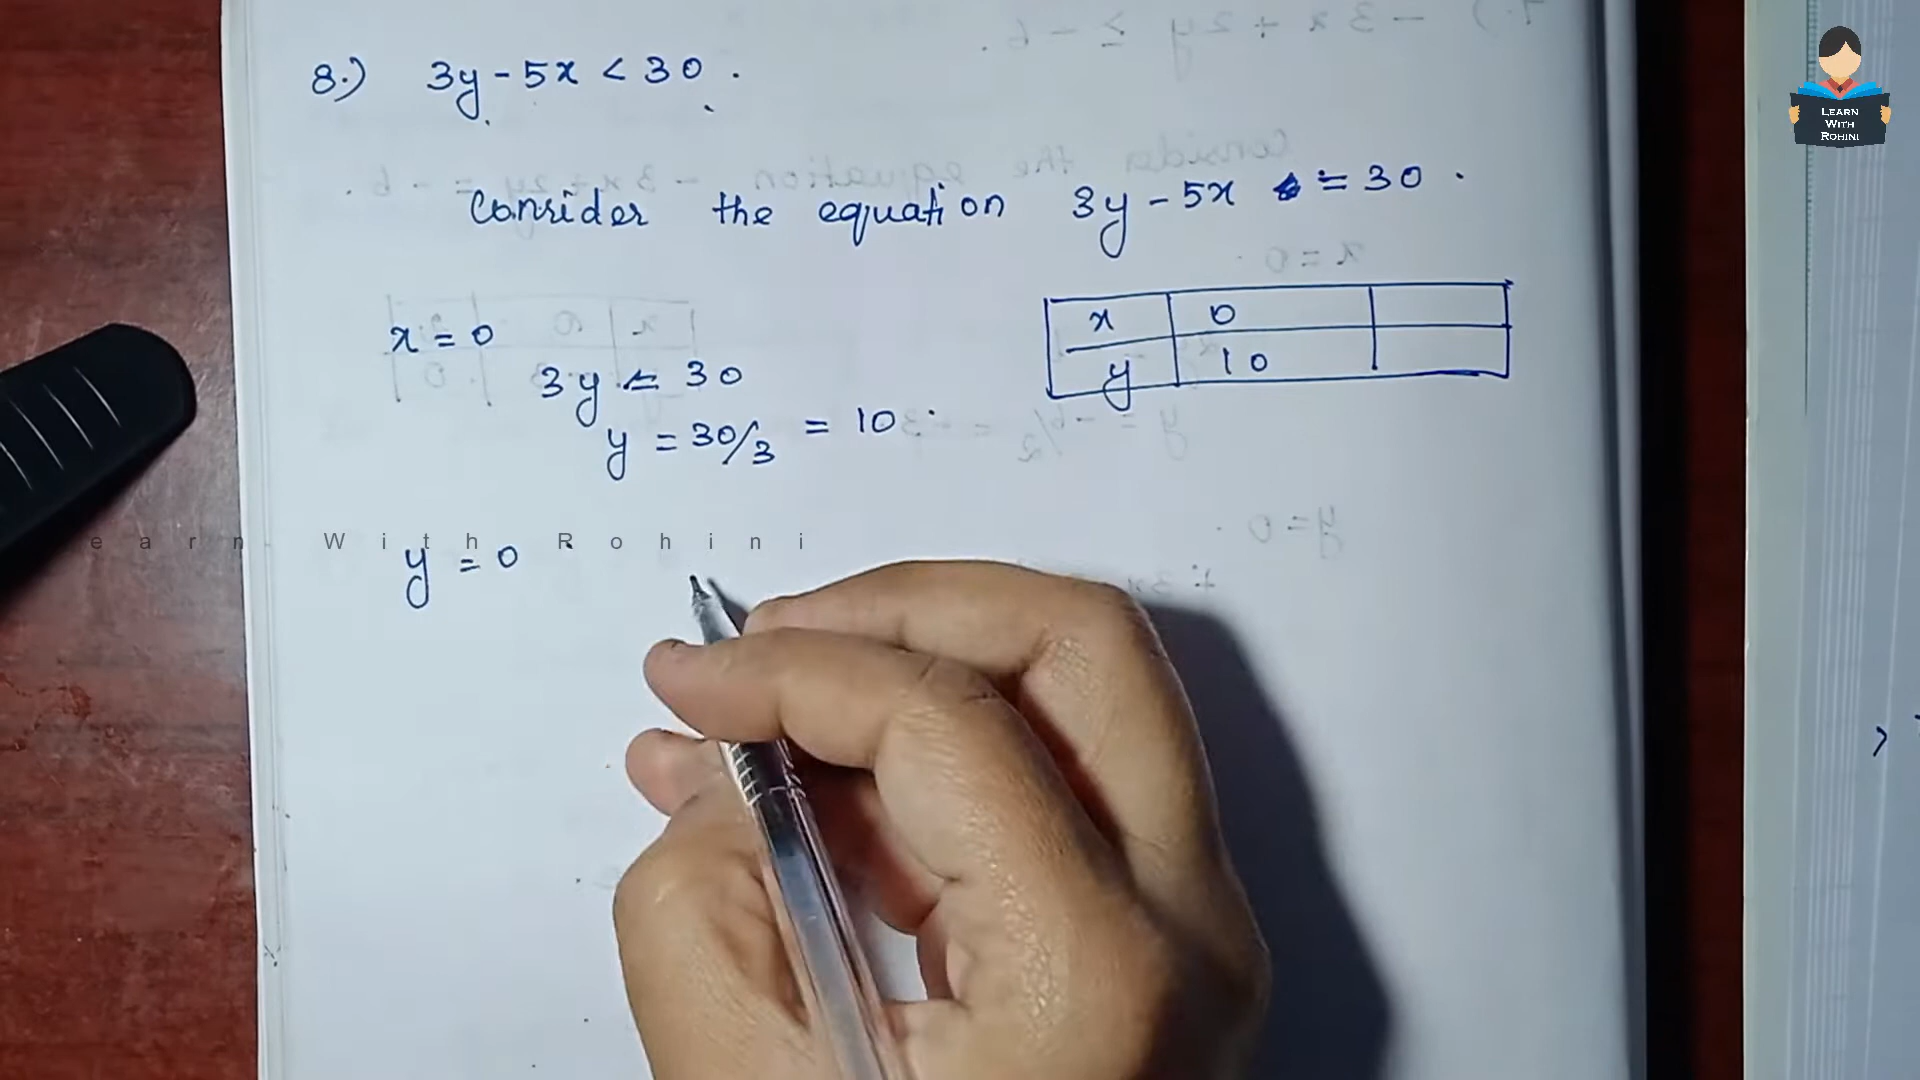 8.) 3y - 5x < 30.
Consider the equation 3y - 5x = 30.
x = 0
3y = 30
y = 30/3 = 10.
x 0
y 10
y = 0
earn With Rohini
LEARN
WITH
ROHINI